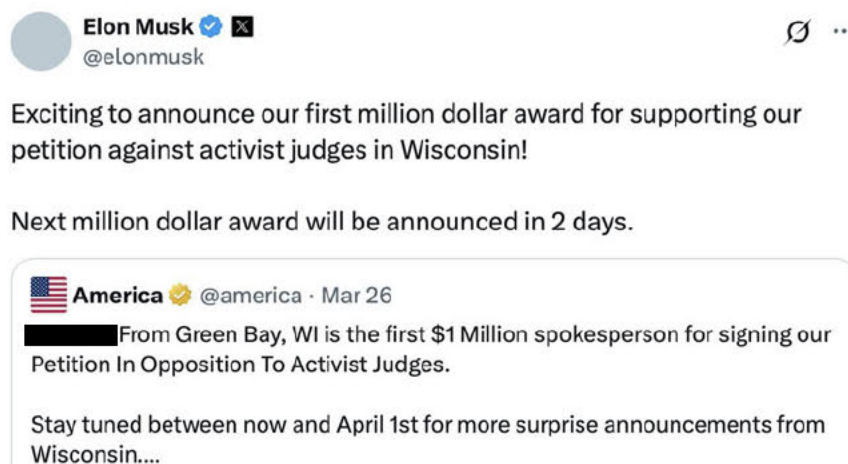 Elon Musk
@elonmusk
Exciting to announce our first million dollar award for supporting our
petition against activist judges in Wisconsin!
Next million dollar award will be announced in 2 days.
America @america · Mar 26
From Green Bay, WI is the first $1 Million spokesperson for signing our
Petition In Opposition To Activist Judges.
Stay tuned between now and April 1st for more surprise announcements from
Wisconsin....